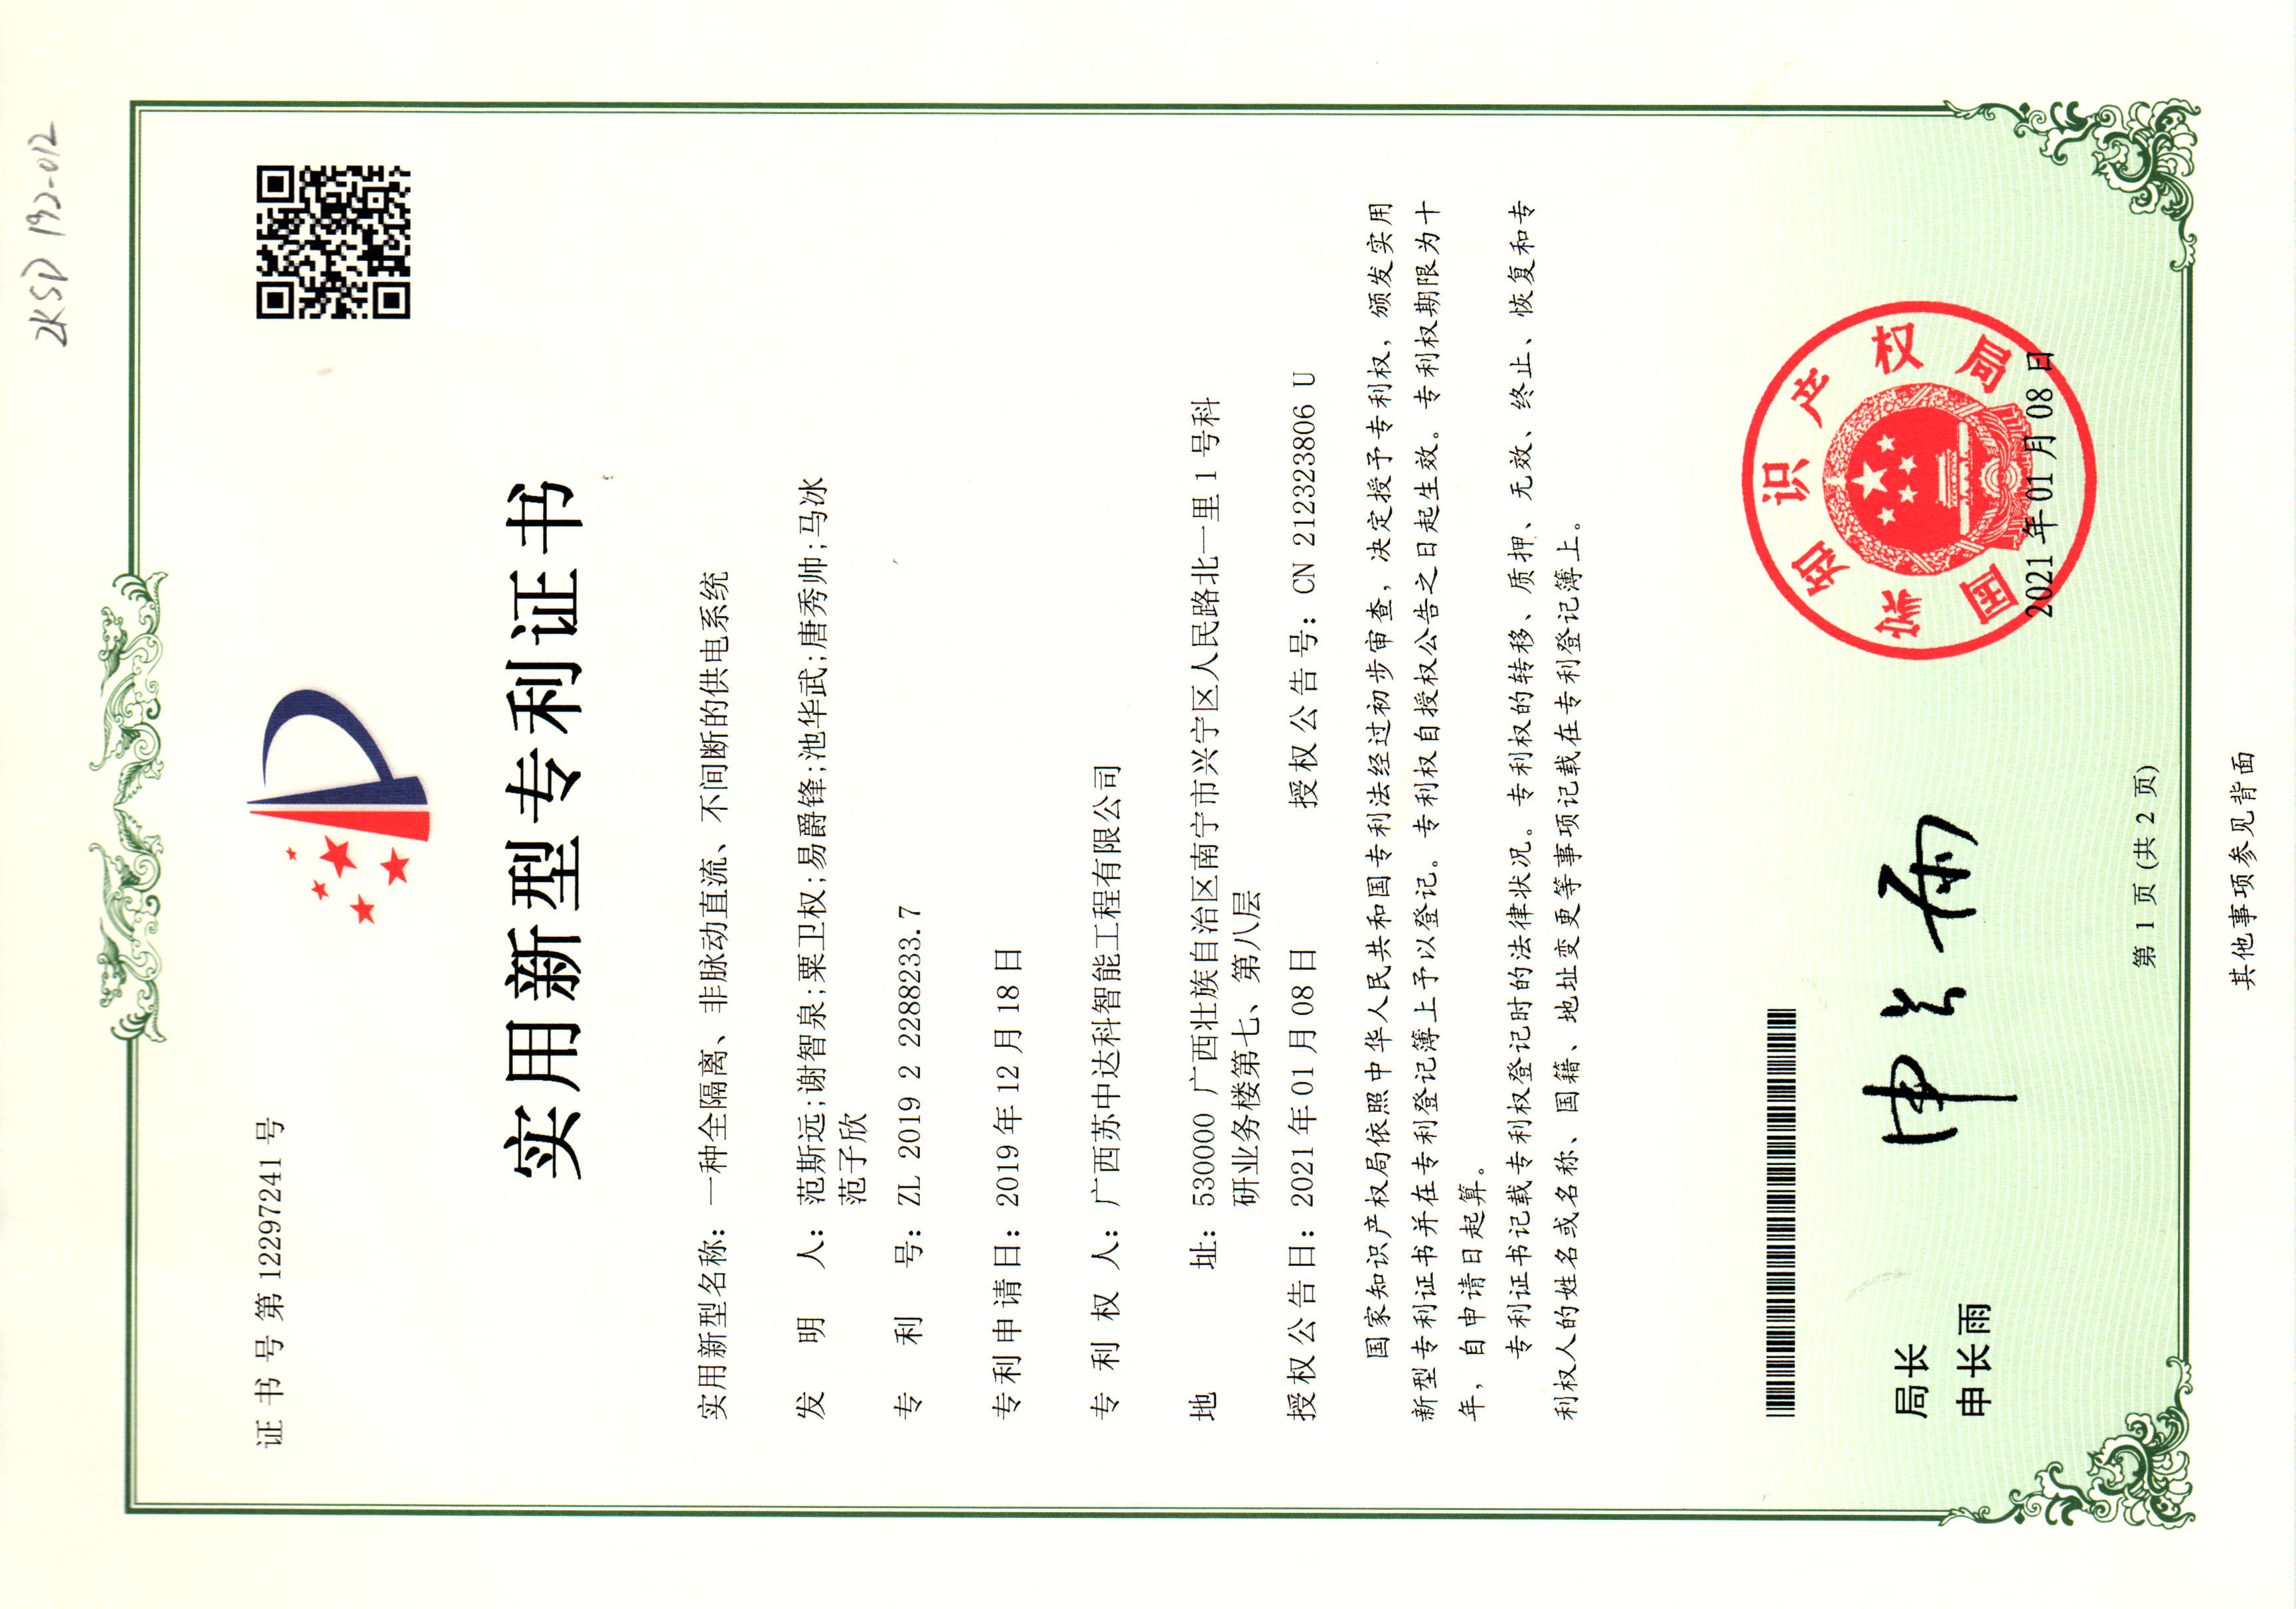 2KSD 192-012
证书号第12297241号
实用新型专利证书
实用新型名称：一种全隔离、非脉动直流、不间断的供电系统
发明人：范斯远;谢智泉;粟卫权;易爵锋;池华武;唐秀帅;马冰
范子欣
专利号：ZL 2019 2 2288233.7
专利申请日：2019年12月18日
专利权人：广西苏中达科智能工程有限公司
地址：530000 广西壮族自治区南宁市兴宁区人民路北一里1号科
研业务楼第七、第八层
授权公告日：2021年01月08日 授权公告号：CN 212323806 U
国家知识产权局依照中华人民共和国专利法经过初步审查，决定授予专利权，颁发实用
新型专利证书并在专利登记簿上予以登记。专利权自授权公告之日起生效。专利权期限为十
年，自申请日起算。
专利证书记载专利权登记时的法律状况。专利权的转移、质押、无效、终止、恢复和专
利权人的姓名或名称、国籍、地址变更等事项记载在专利登记簿上。
局长
申长雨
申长雨
国家知识产权局
2021年01月08日
第1页(共2页)
其他事项参见背面